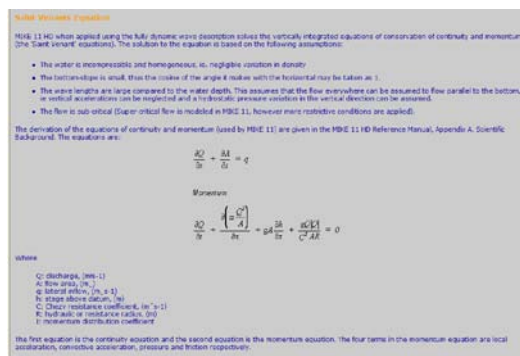 Saint Venant Equation
MIKE 11 HD when applied using the fully dynamic wave description solves the vertically integrated equations of conservation of continuity and momentum
(the 'Saint Venant' equations). The solution to the equation is based on the following assumptions:
• The water is incompressible and homogeneous, ie. negligible variation in density
• The bottom-slope is small, thus the cosine of the angle it makes with the horizontal may be taken as 1.
• The wave lengths are large compared to the water depth. This assumes that the flow everywhere can be assumed to flow parallel to the bottom,
ie vertical accelerations can be neglected and a hydrostatic pressure variation in the vertical direction can be assumed.
• The flow is sub-critical (Super critical flow is modeled in MIKE 11, however more restrictive conditions are applied).
The derivation of the equations of continuity and momentum (used by MIKE 11) are given in the MIKE 11 HD Reference Manual, Appendix A. Scientific
Background. The equations are:
∂Q/∂x + ∂A/∂t = q
Momentum
∂Q/∂t + ∂(α Q²/A)/∂x + gA ∂h/∂x + gQ|Q|/C²AR = 0
where
Q: discharge, (m
A: flow area, (m
q: lateral inflow, (m
h: stage above datum, (m)
C: Chezy resistance coefficient, (m
R: hydraulic or resistance radius, (m)
momentum distribution coefficient
The first equation is the continuity equation and the second equation is the momentum equation. The four terms in the momentum equation are local
acceleration, convective acceleration, pressure and friction respectively.